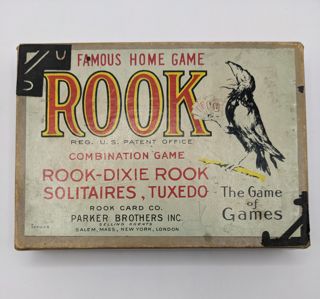 FAMOUS HOME GAME
ROOK
REG. U.S. PATENT OFFICE
COMBINATION GAME
ROOK-DIXIE ROOK
SOLITAIRES, TUXEDO
The Game
of
Games
ROOK CARD CO.
PARKER BROTHERS INC.
SELLING AGENTS
SALEM, MASS., NEW YORK, LONDON